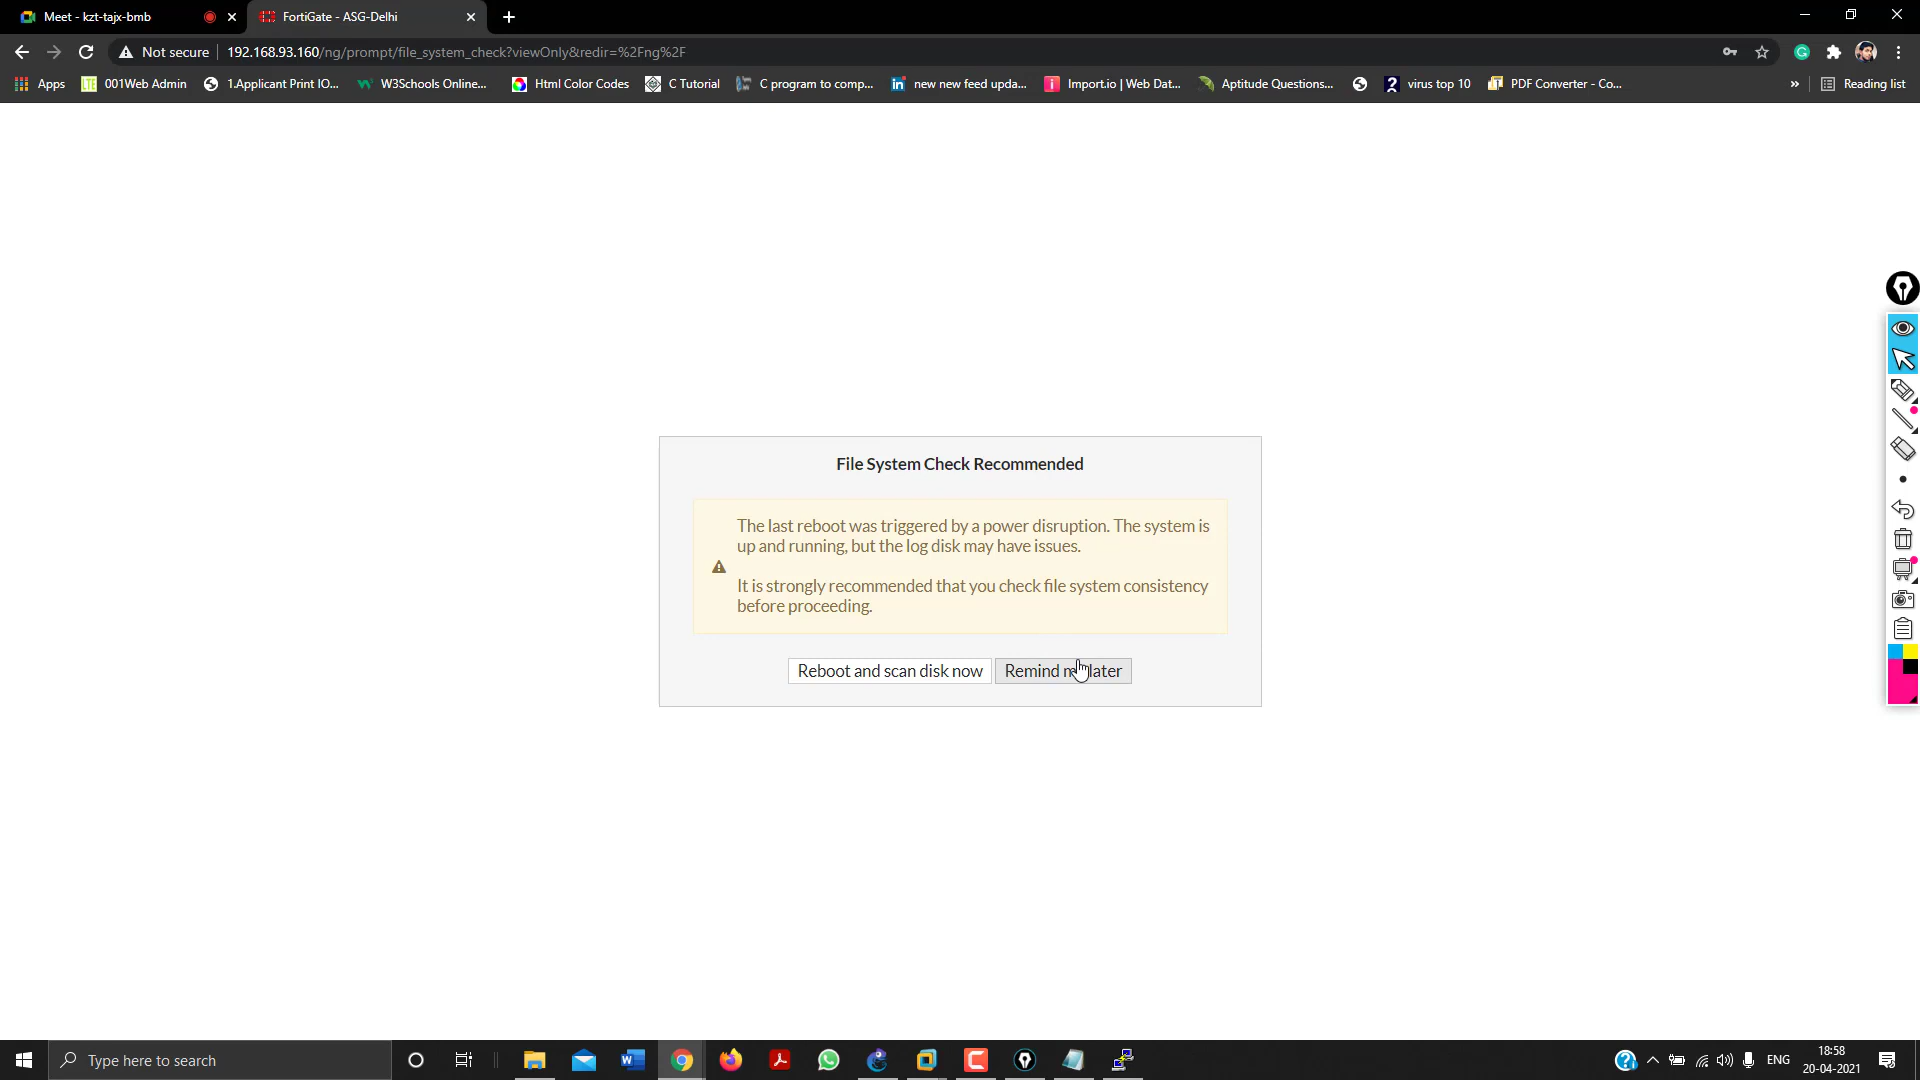 Meet - kzt-tajx-bmb
FortiGate - ASG-Delhi
Not secure
192.168.93.160/ng/prompt/file_system_check?viewOnly&redir=%2Fng%2F
Apps
001Web Admin
1.Applicant Print IO...
W3Schools Online...
Html Color Codes
C Tutorial
C program to comp...
new new feed upda...
Import.io | Web Dat...
Aptitude Questions...
virus top 10
PDF Converter - Co...
»
Reading list
File System Check Recommended
The last reboot was triggered by a power disruption. The system is
up and running, but the log disk may have issues.
It is strongly recommended that you check file system consistency
before proceeding.
Reboot and scan disk now
Remind me later
Type here to search
ENG
18:58
20-04-2021